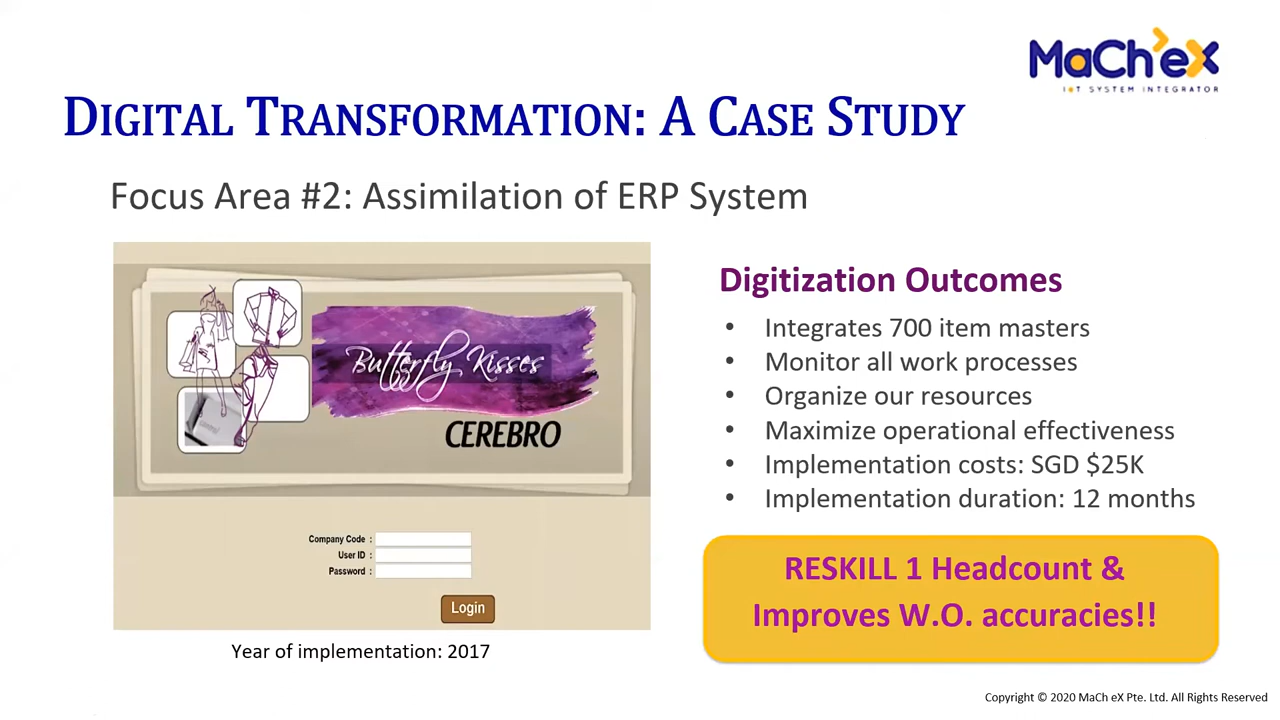 MaCh'eX
IoT SYSTEM INTEGRATOR
DIGITAL TRANSFORMATION: A CASE STUDY
Focus Area #2: Assimilation of ERP System
Butterfly Kisses
CEREBRO
Company Code :
User ID :
Password :
Login
Year of implementation: 2017
Digitization Outcomes
• Integrates 700 item masters
• Monitor all work processes
• Organize our resources
• Maximize operational effectiveness
• Implementation costs: SGD $25K
• Implementation duration: 12 months
RESKILL 1 Headcount &
Improves W.O. accuracies!!
Copyright © 2020 MaCh eX Pte. Ltd. All Rights Reserved